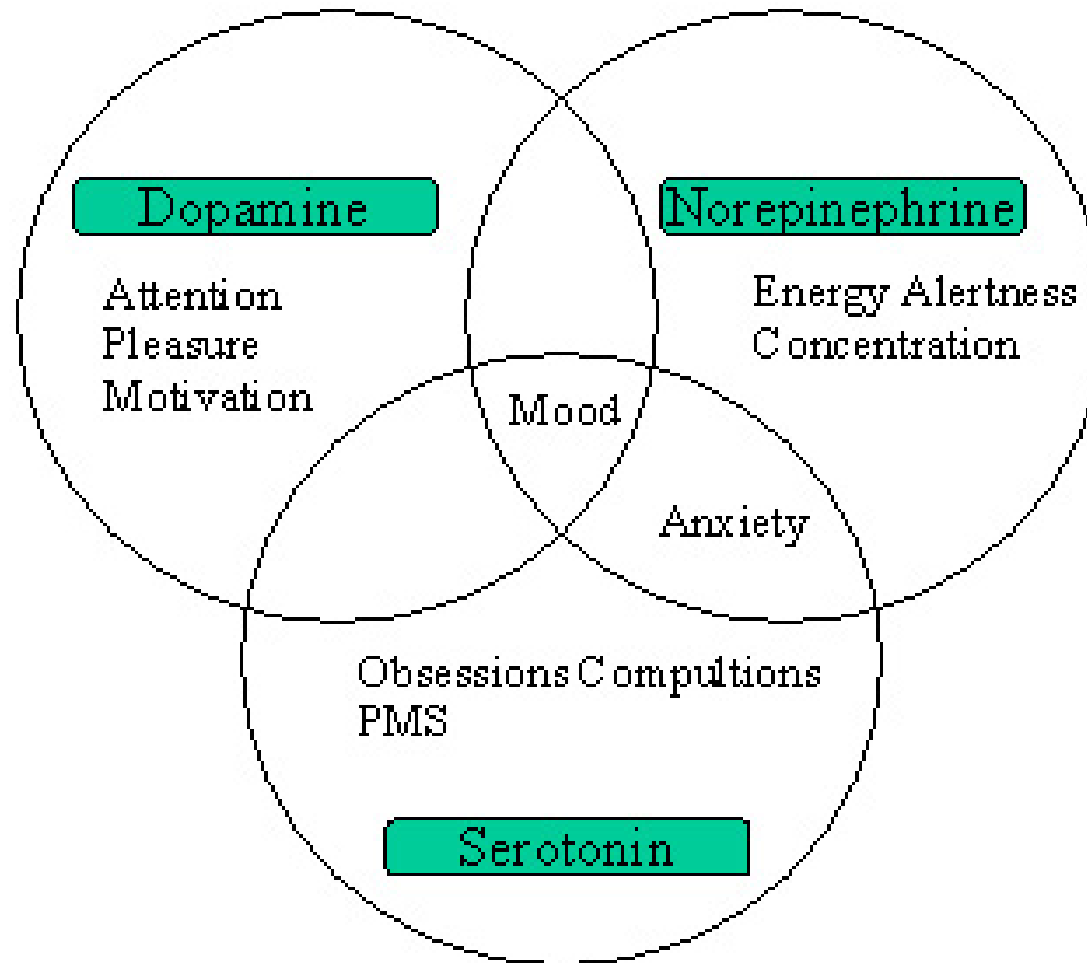 Dopamine
Norepinephrine
Attention
Pleasure
Motivation
Energy Alertness
Concentration
Mood
Anxiety
Obsessions Compultions
PMS
Serotonin